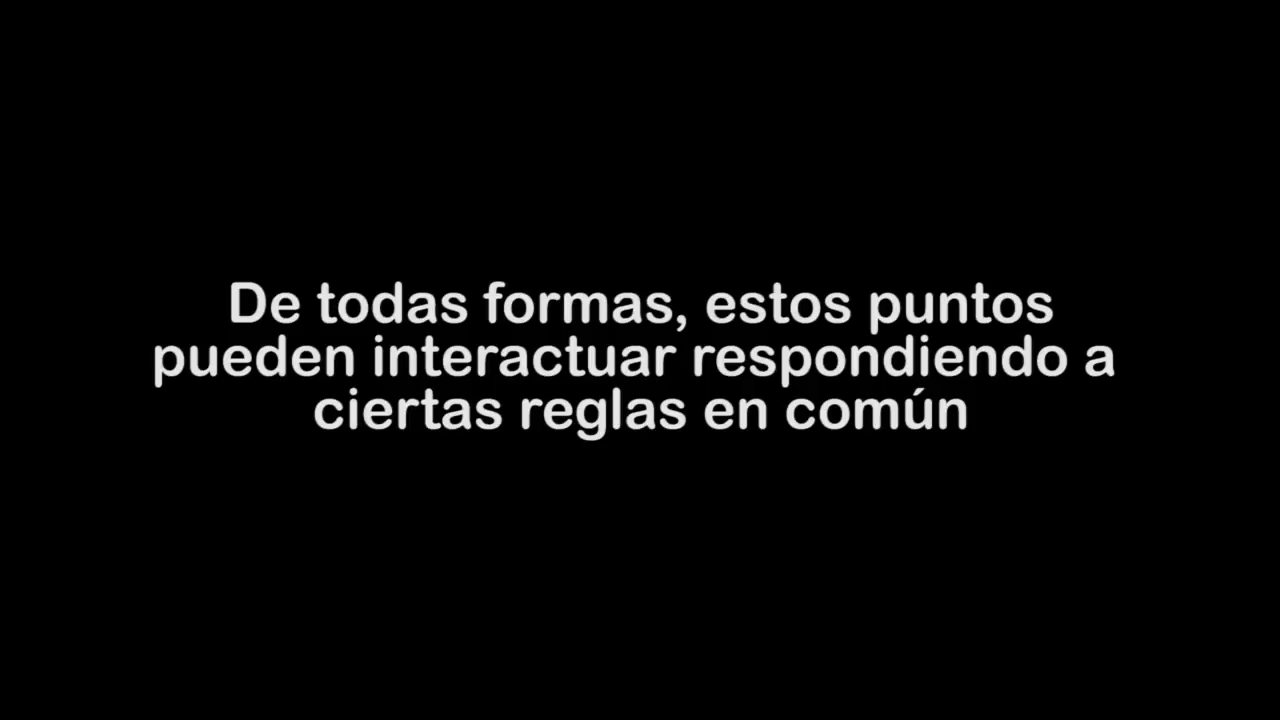 De todas formas, estos puntos
pueden interactuar respondiendo a
ciertas reglas en común